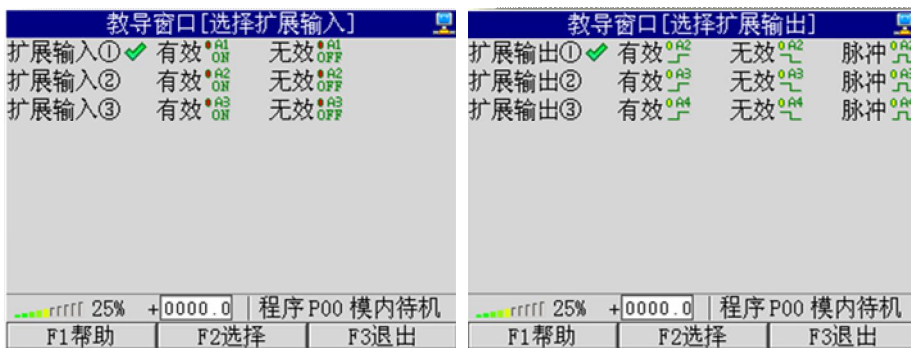 教导窗口[选择扩展输入]
扩展输入① 有效 A1 ON 无效 A1 OFF
扩展输入② 有效 A2 ON 无效 A2 OFF
扩展输入③ 有效 A3 ON 无效 A3 OFF
25% +0000.0 程序P00 模内待机
F1帮助 F2选择 F3退出
教导窗口[选择扩展输出]
扩展输出① 有效 A2 无效 A2 脉冲
扩展输出② 有效 A3 无效 A3 脉冲
扩展输出③ 有效 A4 无效 A4 脉冲
25% +0000.0 程序P00 模内待机
F1帮助 F2选择 F3退出